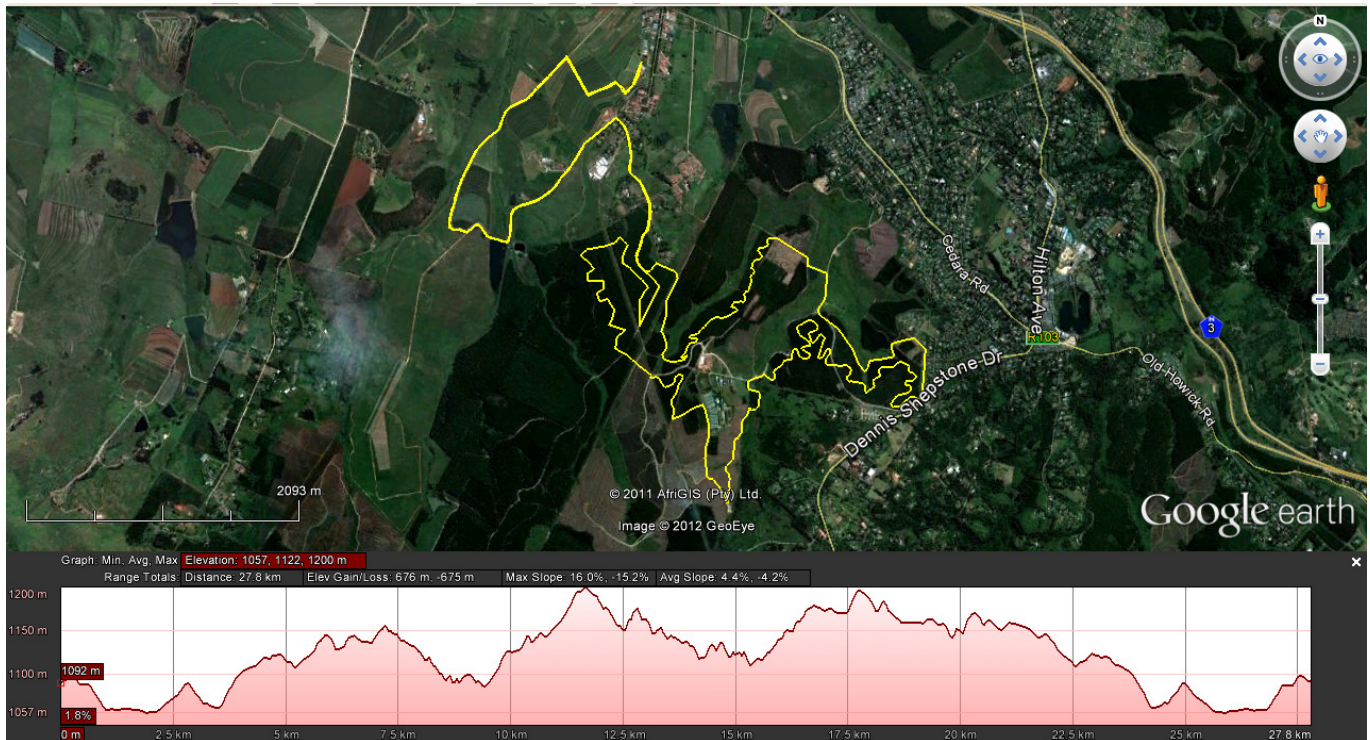 N
Cedara Rd
Hilton Ave
N
3
R103
Dennis Shepstone Dr
Old Howick Rd
2093 m
© 2011 AfriGIS (Pty) Ltd.
Image © 2012 GeoEye
Google earth
Graph: Min, Avg, Max Elevation: 1057, 1122, 1200 m
Range Totals: Distance: 27.8 km Elev Gain/Loss: 676 m, -675 m Max Slope: 16.0%, -15.2% Avg Slope: 4.4%, -4.2%
1200 m
1150 m
1100 m
1092 m
1057 m
1.8%
0 m 2.5 km 5 km 7.5 km 10 km 12.5 km 15 km 17.5 km 20 km 22.5 km 25 km 27.8 km